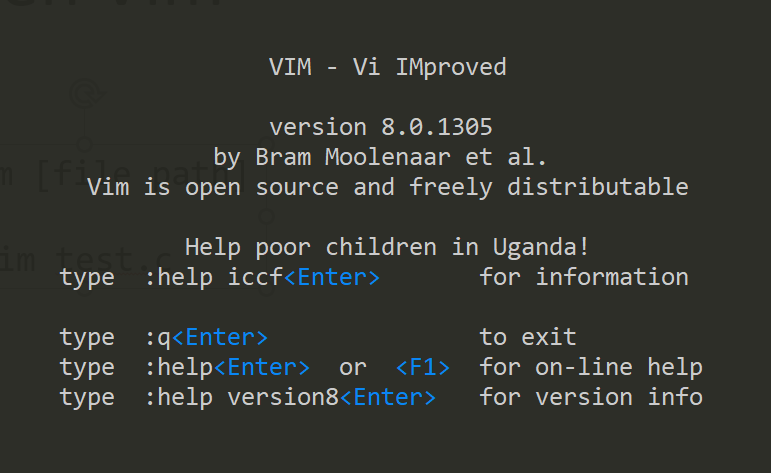 VIM - Vi IMproved
version 8.0.1305
by Bram Moolenaar et al.
Vim is open source and freely distributable
Help poor children in Uganda!
type :help iccf<Enter> for information
type :q<Enter> to exit
type :help<Enter> or <F1> for on-line help
type :help version8<Enter> for version info
m [file path]
im test.c